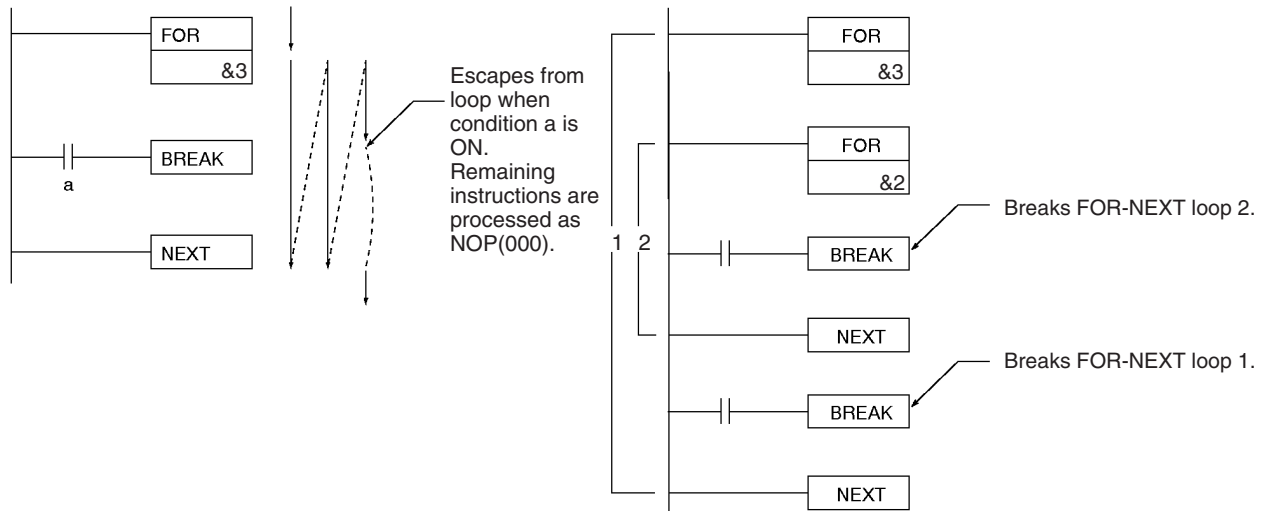 FOR
&3
BREAK
a
NEXT
Escapes from
loop when
condition a is
ON.
Remaining
instructions are
processed as
NOP(000).
FOR
&3
FOR
&2
1 2
BREAK
Breaks FOR-NEXT loop 2.
NEXT
BREAK
Breaks FOR-NEXT loop 1.
NEXT